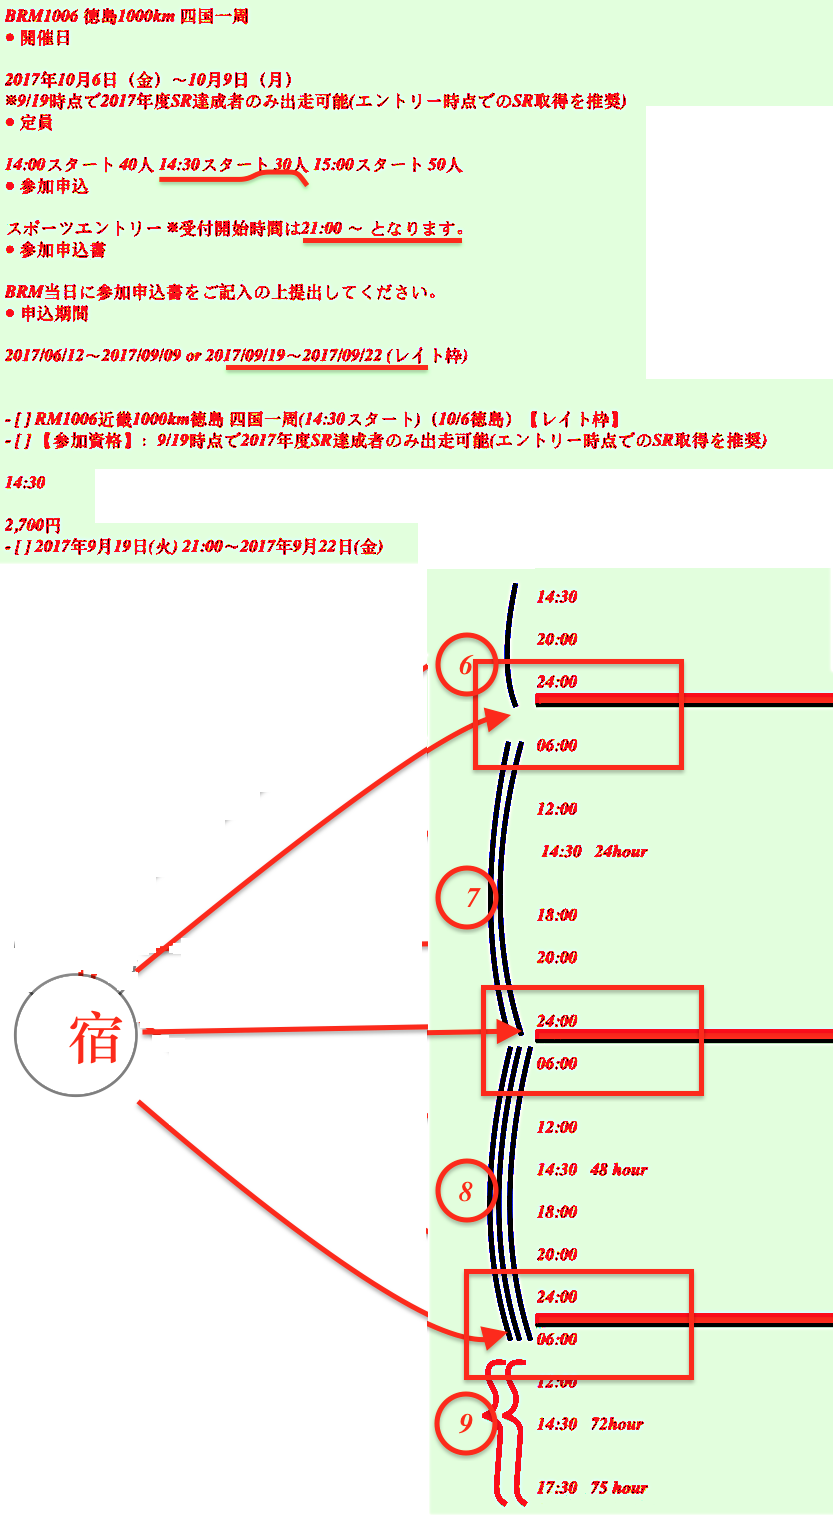 BRM1006 徳島1000km 四国一周
• 開催日
2017年10月6日（金）～10月9日（月）
※9/19時点で2017年度SR達成者のみ出走可能(エントリー時点でのSR取得を推奨)
• 定員
14:00スタート 40人 14:30スタート 30人 15:00スタート 50人
• 参加申込
スポーツエントリー ※受付開始時間は21:00 ～ となります。
• 参加申込書
BRM当日に参加申込書をご記入の上提出してください。
• 申込期間
2017/06/12～2017/09/09 or 2017/09/19～2017/09/22 (レイト枠)
- [ ] RM1006近畿1000km徳島 四国一周(14:30スタート)（10/6徳島）【レイト枠】
- [ ] 【参加資格】：9/19時点で2017年度SR達成者のみ出走可能(エントリー時点でのSR取得を推奨)
14:30
2,700円
- [ ] 2017年9月19日(火) 21:00～2017年9月22日(金)
14:30
20:00
6
24:00
06:00
12:00
14:30 24hour
7
18:00
20:00
24:00
宿
06:00
12:00
14:30 48 hour
8
18:00
20:00
24:00
06:00
12:00
14:30 72hour
9
17:30 75 hour